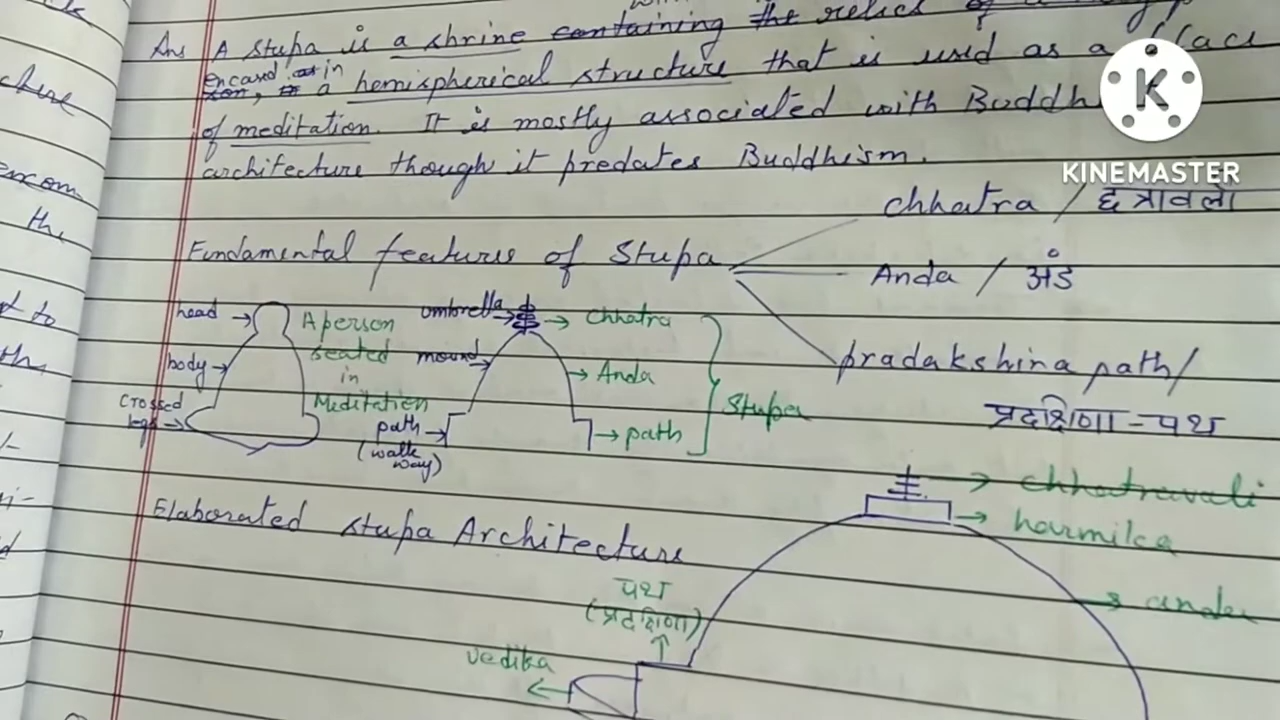 Ans A stupa is a shrine containing the relics of a
encased in
a hemispherical structure that is used as a
of meditation. It is mostly associated with Buddh
architecture though it predates Buddhism.
K
KINEMASTER
chhatra / छत्रावली
Fundamental features of Stupa
Anda / अंड
pradakshina path/
प्रदक्षिणा - पथ
head
body
crossed
legs
A person
seated
in
Meditation
umbrella
mound
path
(walk
way)
chhatra
Anda
path
Stupa
Elaborated stupa Architecture
chhatravali
harmika
anda
पथ
(प्रदक्षिणा)
vedika
the